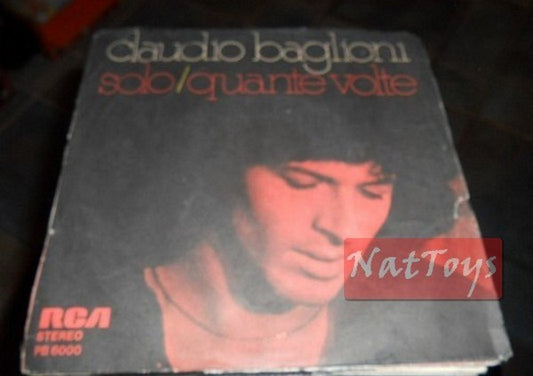 claudio baglioni
solo/quante volte
NatToys
RCA
STEREO
PB 6000